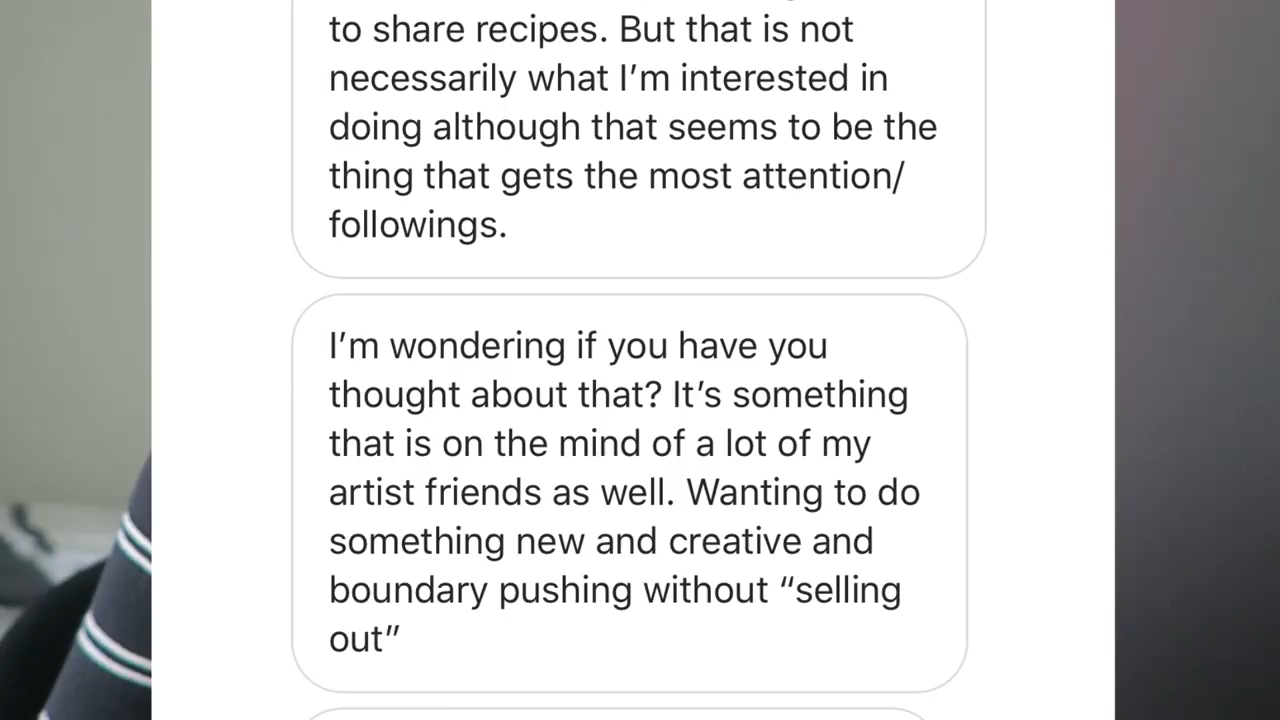 to share recipes. But that is not
necessarily what I’m interested in
doing although that seems to be the
thing that gets the most attention/
followings.
I’m wondering if you have you
thought about that? It’s something
that is on the mind of a lot of my
artist friends as well. Wanting to do
something new and creative and
boundary pushing without “selling
out”